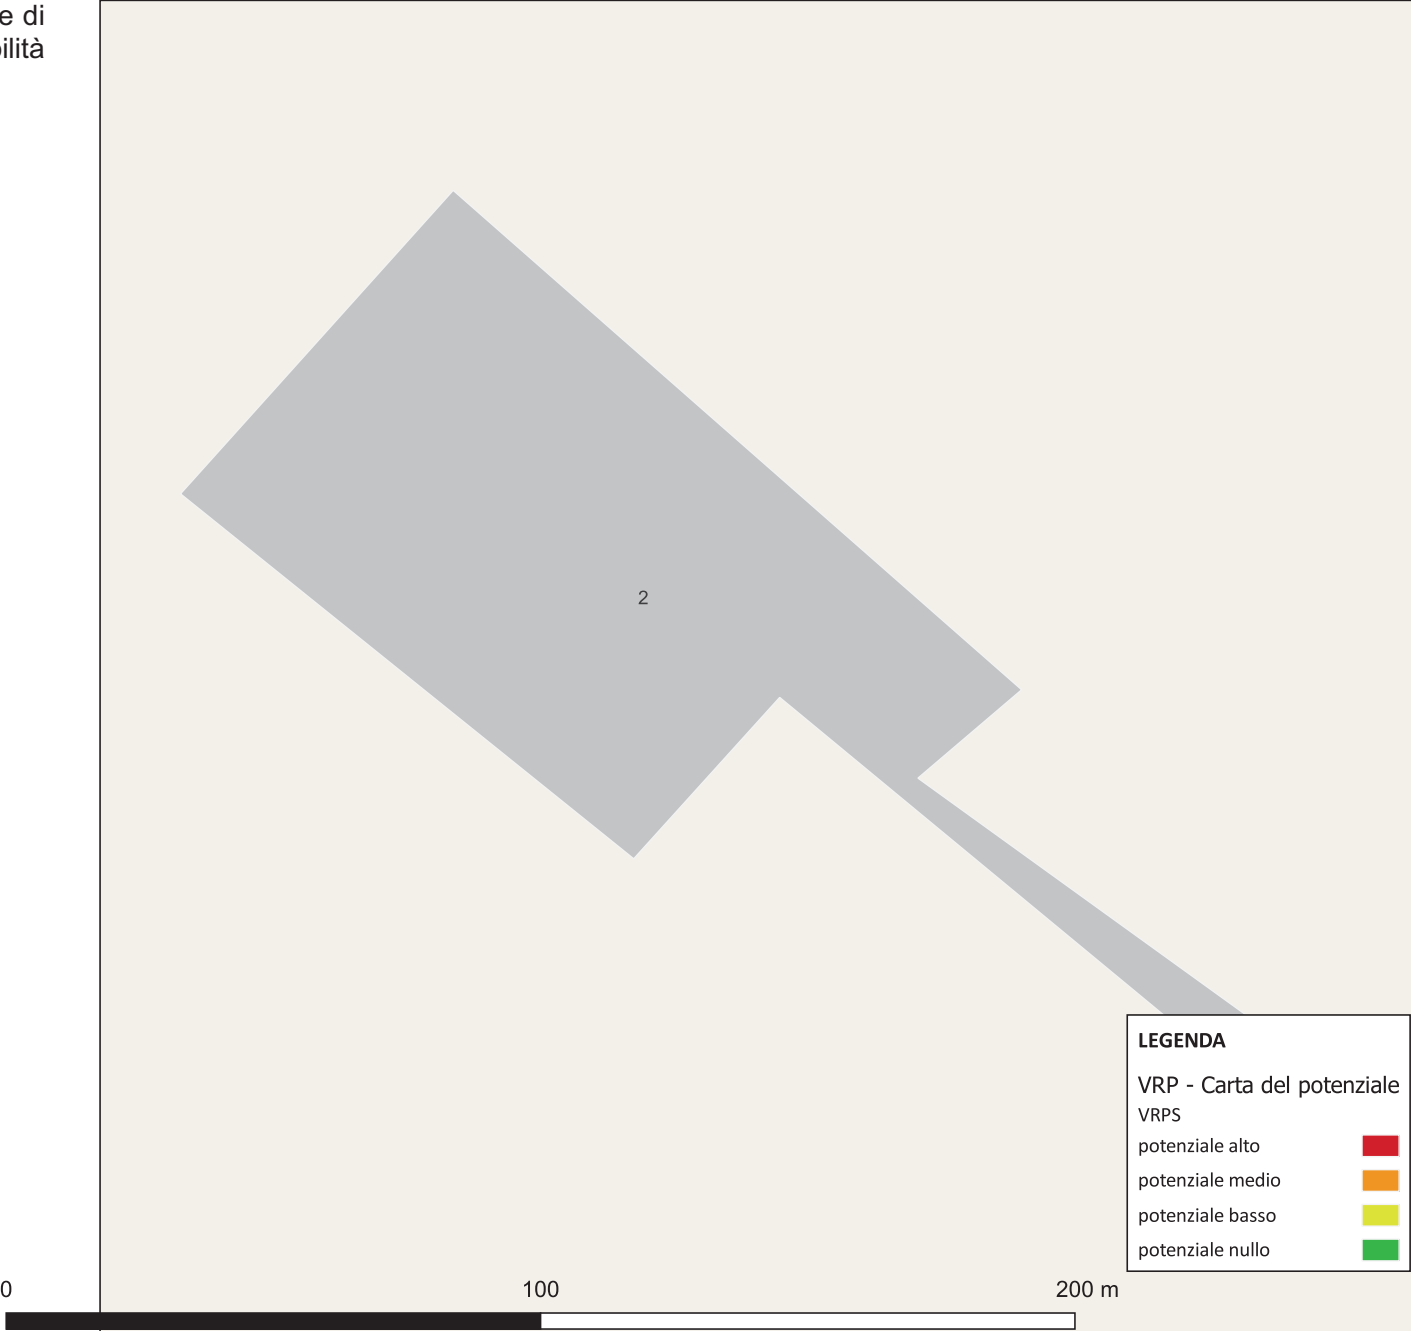 e di
ilità
2
LEGENDA
VRP - Carta del potenziale
VRPS
potenziale alto
potenziale medio
potenziale basso
potenziale nullo
0 100 200 m